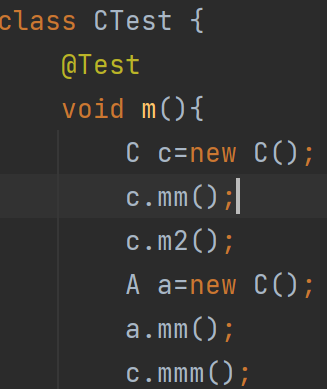 class CTest {
@Test
void m(){
C c=new C();
c.mm();
c.m2();
A a=new C();
a.mm();
c.mmm();